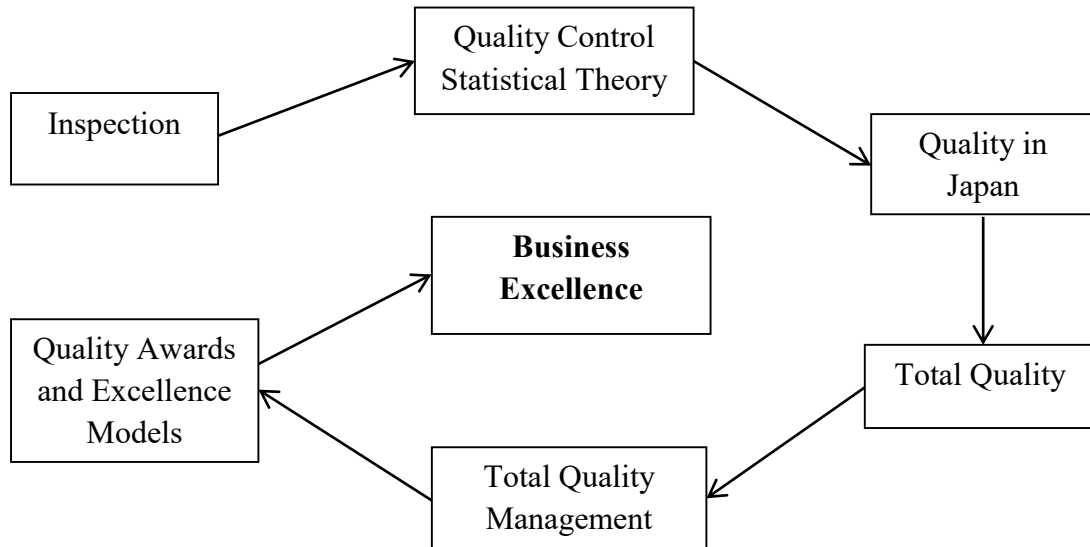 Inspection
Quality Control
Statistical Theory
Quality in
Japan
Total Quality
Total Quality
Management
Quality Awards
and Excellence
Models
Business
Excellence